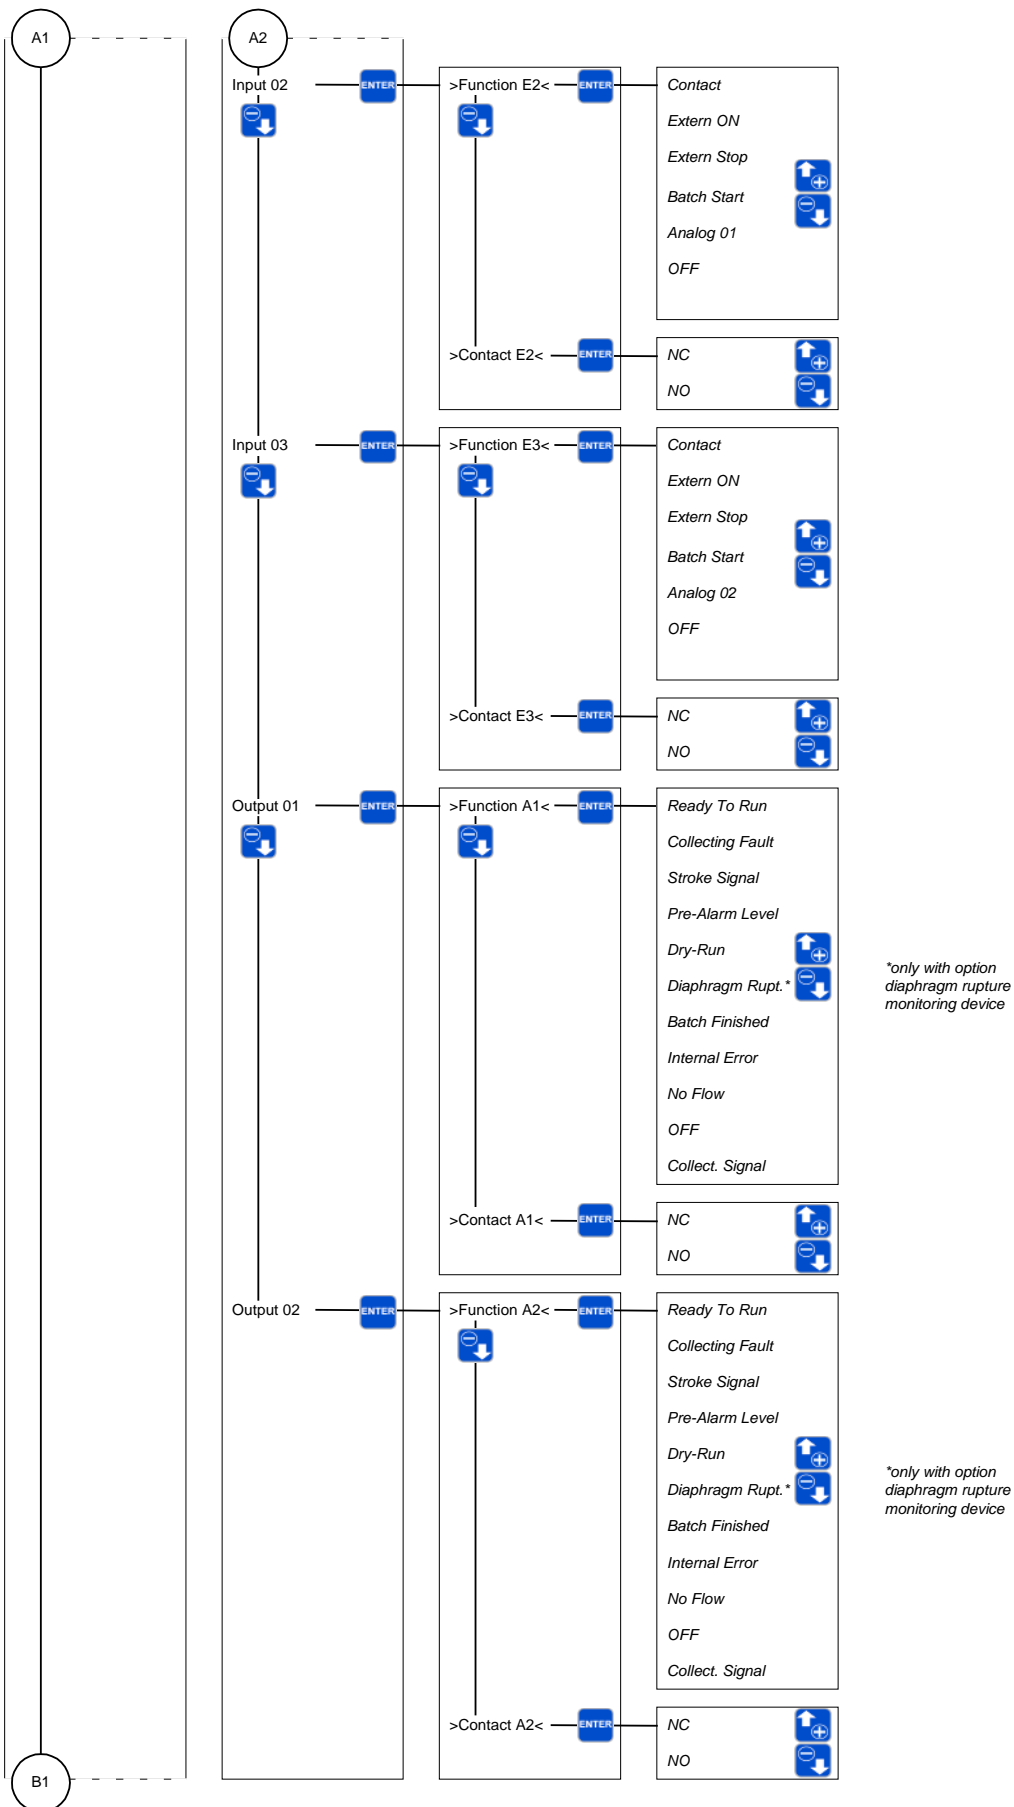 A1
A2
Input 02
ENTER
>Function E2<
ENTER
Contact
Extern ON
Extern Stop
Batch Start
Analog 01
OFF
>Contact E2<
ENTER
NC
NO
Input 03
ENTER
>Function E3<
ENTER
Contact
Extern ON
Extern Stop
Batch Start
Analog 02
OFF
>Contact E3<
ENTER
NC
NO
Output 01
ENTER
>Function A1<
ENTER
Ready To Run
Collecting Fault
Stroke Signal
Pre-Alarm Level
Dry-Run
Diaphragm Rupt.*
Batch Finished
Internal Error
No Flow
OFF
Collect. Signal
*only with option
diaphragm rupture
monitoring device
>Contact A1<
ENTER
NC
NO
Output 02
ENTER
>Function A2<
ENTER
Ready To Run
Collecting Fault
Stroke Signal
Pre-Alarm Level
Dry-Run
Diaphragm Rupt.*
Batch Finished
Internal Error
No Flow
OFF
Collect. Signal
*only with option
diaphragm rupture
monitoring device
>Contact A2<
ENTER
NC
NO
B1